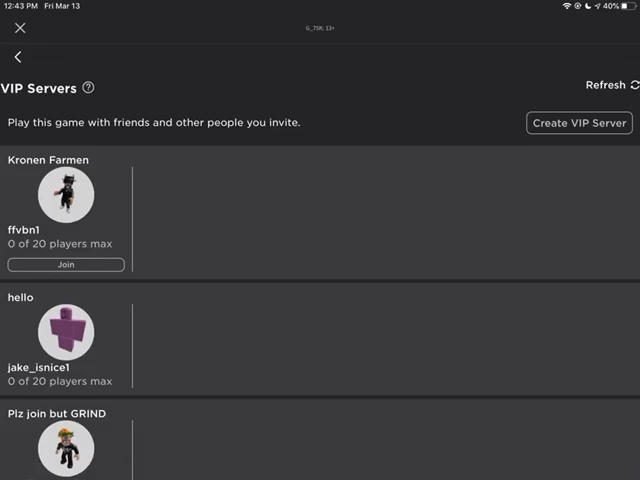 12:43 PM Fri Mar 13
40%
G_7SK: 13+
VIP Servers
Refresh
Play this game with friends and other people you invite.
Create VIP Server
Kronen Farmen
ffvbn1
0 of 20 players max
Join
hello
jake_isnice1
0 of 20 players max
Plz join but GRIND